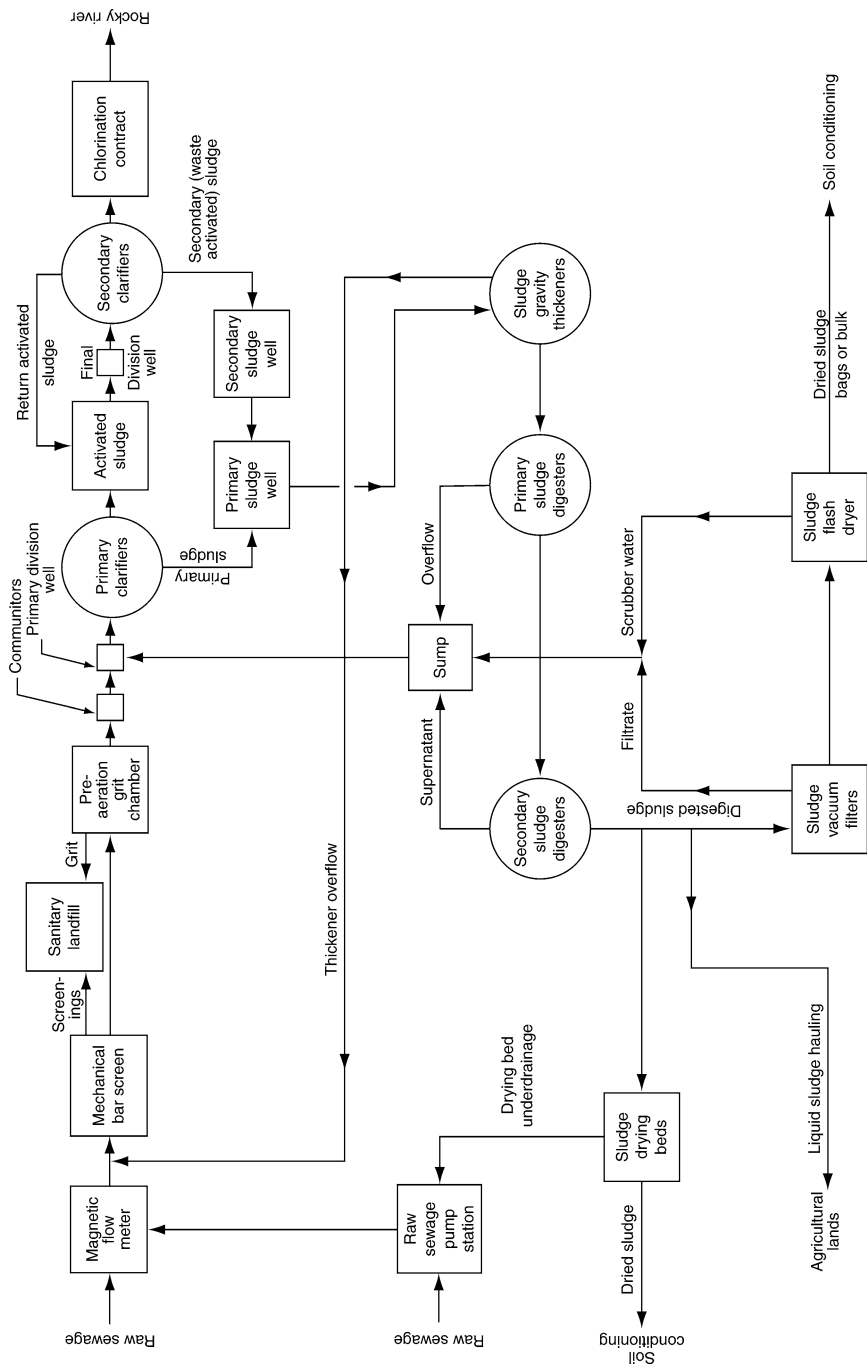 Raw sewage
Magnetic
flow
meter
Mechanical
bar screen
Screen-
ings
Sanitary
landfill
Grit
Pre-
aeration
grit
chamber
Communitors
Primary division
well
Primary
clarifiers
Activated
sludge
Return activated
sludge
Final
Division
well
Secondary
clarifiers
Chlorination
contract
Rocky river
Primary
sludge
Primary
sludge
well
Secondary
sludge
well
Secondary (waste
activated) sludge
Thickener overflow
Raw sewage
Raw
sewage
pump
station
Drying bed
underdrainage
Supernatant
Sump
Overflow
Secondary
sludge
digesters
Primary
sludge
digesters
Sludge
gravity
thickeners
Soil
conditioning
Dried sludge
Sludge
drying
beds
Digested sludge
Filtrate
Scrubber water
Agricultural
lands
Liquid sludge hauling
Sludge
vacuum
filters
Sludge
flash
dryer
Dried sludge
bags or bulk
Soil conditioning